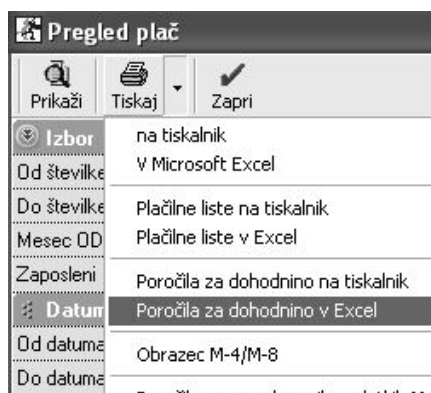 Pregled plač
Prikaži Tiskaj Zapri
Izbor
na tiskalnik
V Microsoft Excel
Od številke
Do številke
Plačilne liste na tiskalnik
Mesec OD
Plačilne liste v Excel
Zaposleni
Poročila za dohodnino na tiskalnik
Datum
Poročila za dohodnino v Excel
Od datuma
Obrazec M-4/M-8
Do datuma